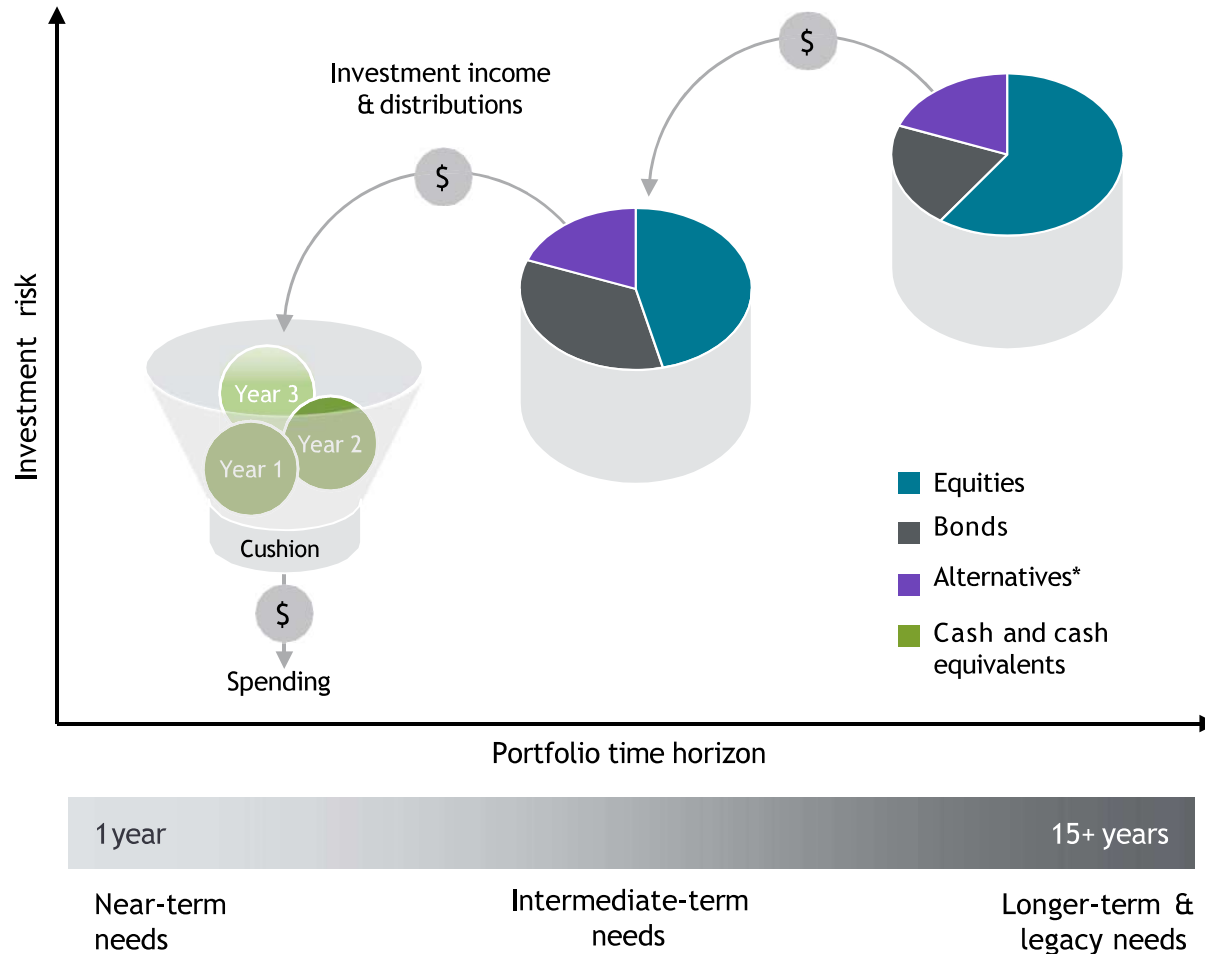 $
Investment income
& distributions
$
Investment risk
Year 3
Year 2
Year 1
Cushion
$
Spending
Equities
Bonds
Alternatives*
Cash and cash
equivalents
Portfolio time horizon
1 year
15+ years
Near-term
needs
Intermediate-term
needs
Longer-term &
legacy needs